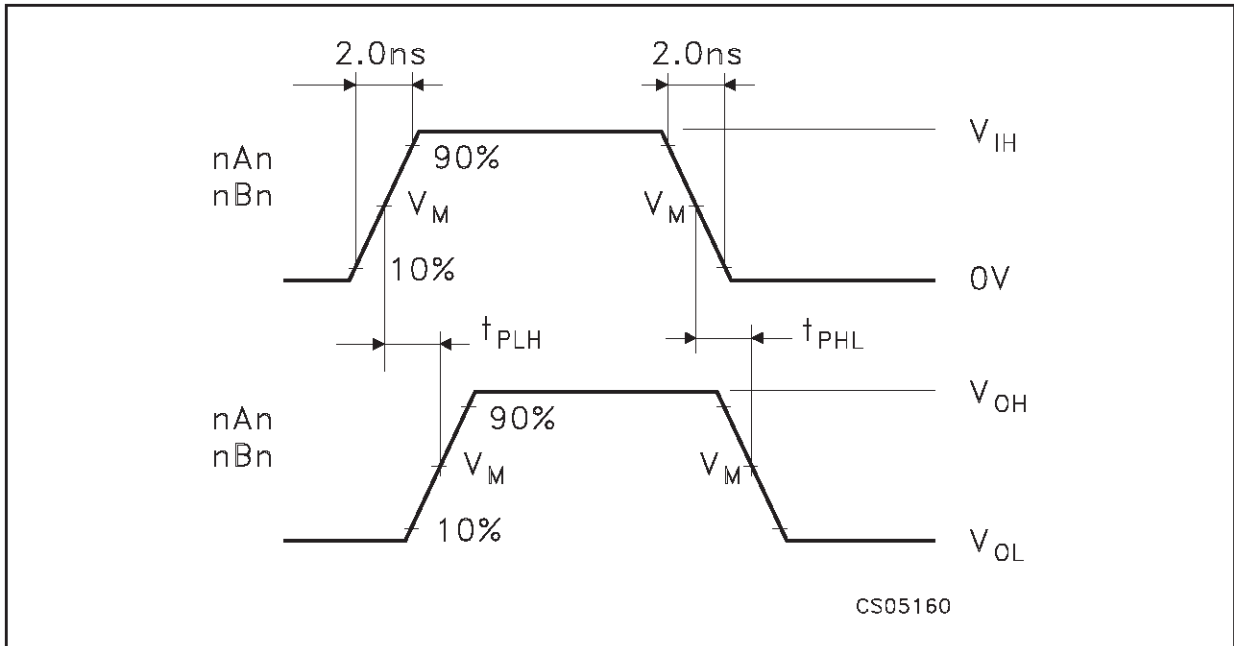 2.0ns 2.0ns
V_IH
nAn 90%
nBn V_M V_M
10% 0V
t_PLH t_PHL
V_OH
nAn 90%
nBn V_M V_M
10%
V_OL
CS05160